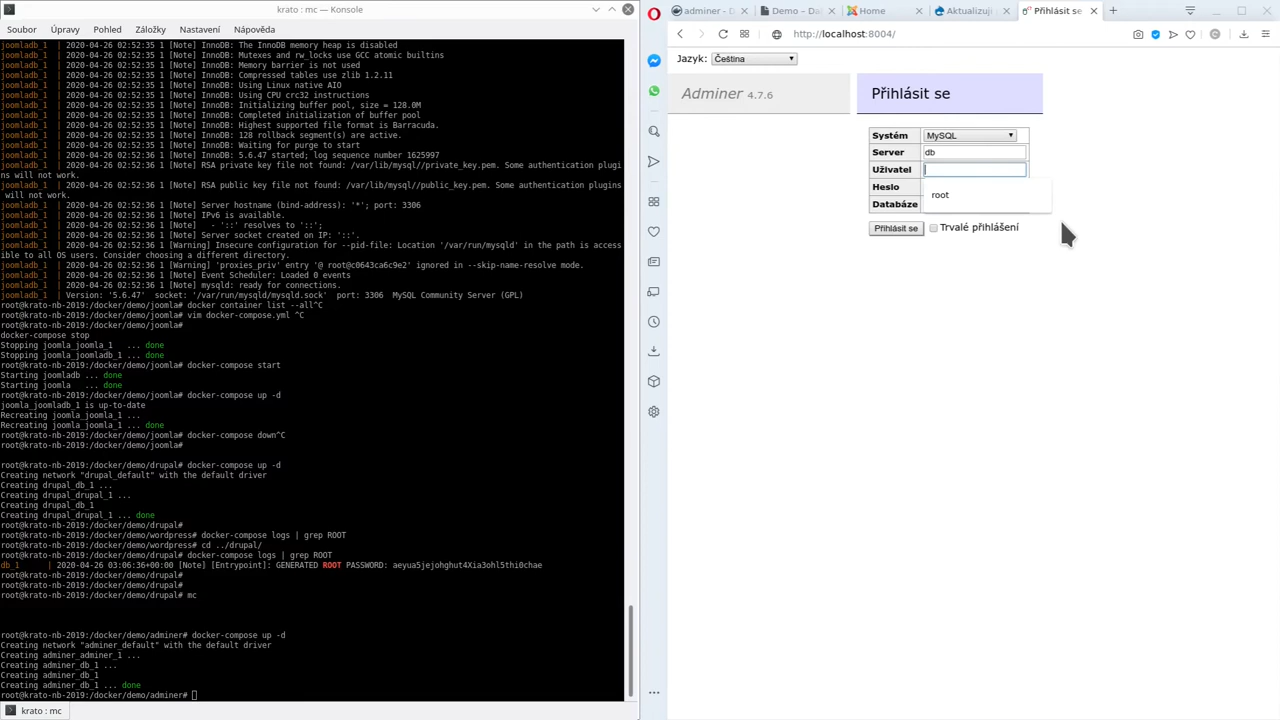 krato : mc — Konsole
Soubor Úpravy Pohled Záložky Nastavení Nápověda
joomladb_1 | 2020-04-26 02:52:35 1 [Note] InnoDB: The InnoDB memory heap is disabled
joomladb_1 | 2020-04-26 02:52:35 1 [Note] InnoDB: Mutexes and rw_locks use GCC atomic builtins
joomladb_1 | 2020-04-26 02:52:35 1 [Note] InnoDB: Memory barrier is not used
joomladb_1 | 2020-04-26 02:52:35 1 [Note] InnoDB: Compressed tables use zlib 1.2.11
joomladb_1 | 2020-04-26 02:52:35 1 [Note] InnoDB: Using Linux native AIO
joomladb_1 | 2020-04-26 02:52:35 1 [Note] InnoDB: Using CPU crc32 instructions
joomladb_1 | 2020-04-26 02:52:35 1 [Note] InnoDB: Initializing buffer pool, size = 128.0M
joomladb_1 | 2020-04-26 02:52:35 1 [Note] InnoDB: Completed initialization of buffer pool
joomladb_1 | 2020-04-26 02:52:35 1 [Note] InnoDB: Highest supported file format is Barracuda.
joomladb_1 | 2020-04-26 02:52:35 1 [Note] InnoDB: 128 rollback segment(s) are active.
joomladb_1 | 2020-04-26 02:52:35 1 [Note] InnoDB: Waiting for purge to start
joomladb_1 | 2020-04-26 02:52:36 1 [Note] InnoDB: 5.6.47 started; log sequence number 1625997
joomladb_1 | 2020-04-26 02:52:36 1 [Note] RSA private key file not found: /var/lib/mysql//private_key.pem. Some authentication plugi
ns will not work.
joomladb_1 | 2020-04-26 02:52:36 1 [Note] RSA public key file not found: /var/lib/mysql//public_key.pem. Some authentication plugins
will not work.
joomladb_1 | 2020-04-26 02:52:36 1 [Note] Server hostname (bind-address): '*'; port: 3306
joomladb_1 | 2020-04-26 02:52:36 1 [Note] IPv6 is available.
joomladb_1 | 2020-04-26 02:52:36 1 [Note] - '::' resolves to '::';
joomladb_1 | 2020-04-26 02:52:36 1 [Note] Server socket created on IP: '::'.
joomladb_1 | 2020-04-26 02:52:36 1 [Warning] Insecure configuration for --pid-file: Location '/var/run/mysqld' in the path is access
ible to all OS users. Consider choosing a different directory.
joomladb_1 | 2020-04-26 02:52:36 1 [Warning] 'proxies_priv' entry '@ root@c0643ca6c9e2' ignored in --skip-name-resolve mode.
joomladb_1 | 2020-04-26 02:52:36 1 [Note] Event Scheduler: Loaded 0 events
joomladb_1 | 2020-04-26 02:52:36 1 [Note] mysqld: ready for connections.
joomladb_1 | Version: '5.6.47' socket: '/var/run/mysqld/mysqld.sock' port: 3306 MySQL Community Server (GPL)
root@krato-nb-2019:/docker/demo/joomla# docker container list --all^C
root@krato-nb-2019:/docker/demo/joomla# vim docker-compose.yml ^C
root@krato-nb-2019:/docker/demo/joomla#
docker-compose stop
Stopping joomla_joomla_1 ... done
Stopping joomla_joomladb_1 ... done
root@krato-nb-2019:/docker/demo/joomla# docker-compose start
Starting joomladb ... done
Starting joomla ... done
root@krato-nb-2019:/docker/demo/joomla# docker-compose up -d
joomla_joomladb_1 is up-to-date
Recreating joomla_joomla_1 ...
Recreating joomla_joomla_1 ... done
root@krato-nb-2019:/docker/demo/joomla# docker-compose down^C
root@krato-nb-2019:/docker/demo/joomla#
root@krato-nb-2019:/docker/demo/drupal# docker-compose up -d
Creating network "drupal_default" with the default driver
Creating drupal_db_1 ...
Creating drupal_drupal_1 ...
Creating drupal_db_1
Creating drupal_drupal_1 ... done
root@krato-nb-2019:/docker/demo/drupal#
root@krato-nb-2019:/docker/demo/wordpress# docker-compose logs | grep ROOT
root@krato-nb-2019:/docker/demo/wordpress# cd ../drupal/
root@krato-nb-2019:/docker/demo/drupal# docker-compose logs | grep ROOT
db_1 | 2020-04-26 03:06:36+00:00 [Note] [Entrypoint]: GENERATED ROOT PASSWORD: aeyua5jejohghut4Xia3ohl5thi0chae
root@krato-nb-2019:/docker/demo/drupal#
root@krato-nb-2019:/docker/demo/drupal#
root@krato-nb-2019:/docker/demo/drupal# mc
root@krato-nb-2019:/docker/demo/adminer# docker-compose up -d
Creating network "adminer_default" with the default driver
Creating adminer_adminer_1 ...
Creating adminer_db_1 ...
Creating adminer_db_1
Creating adminer_db_1 ... done
root@krato-nb-2019:/docker/demo/adminer#
krato : mc
adminer - D
Demo – Da
Home
Aktualizuji
Přihlásit se
http://localhost:8004/
Jazyk: Čeština
Adminer 4.7.6
Přihlásit se
Systém MySQL
Server db
Uživatel
Heslo
root
Databáze
Přihlásit se Trvalé přihlášení